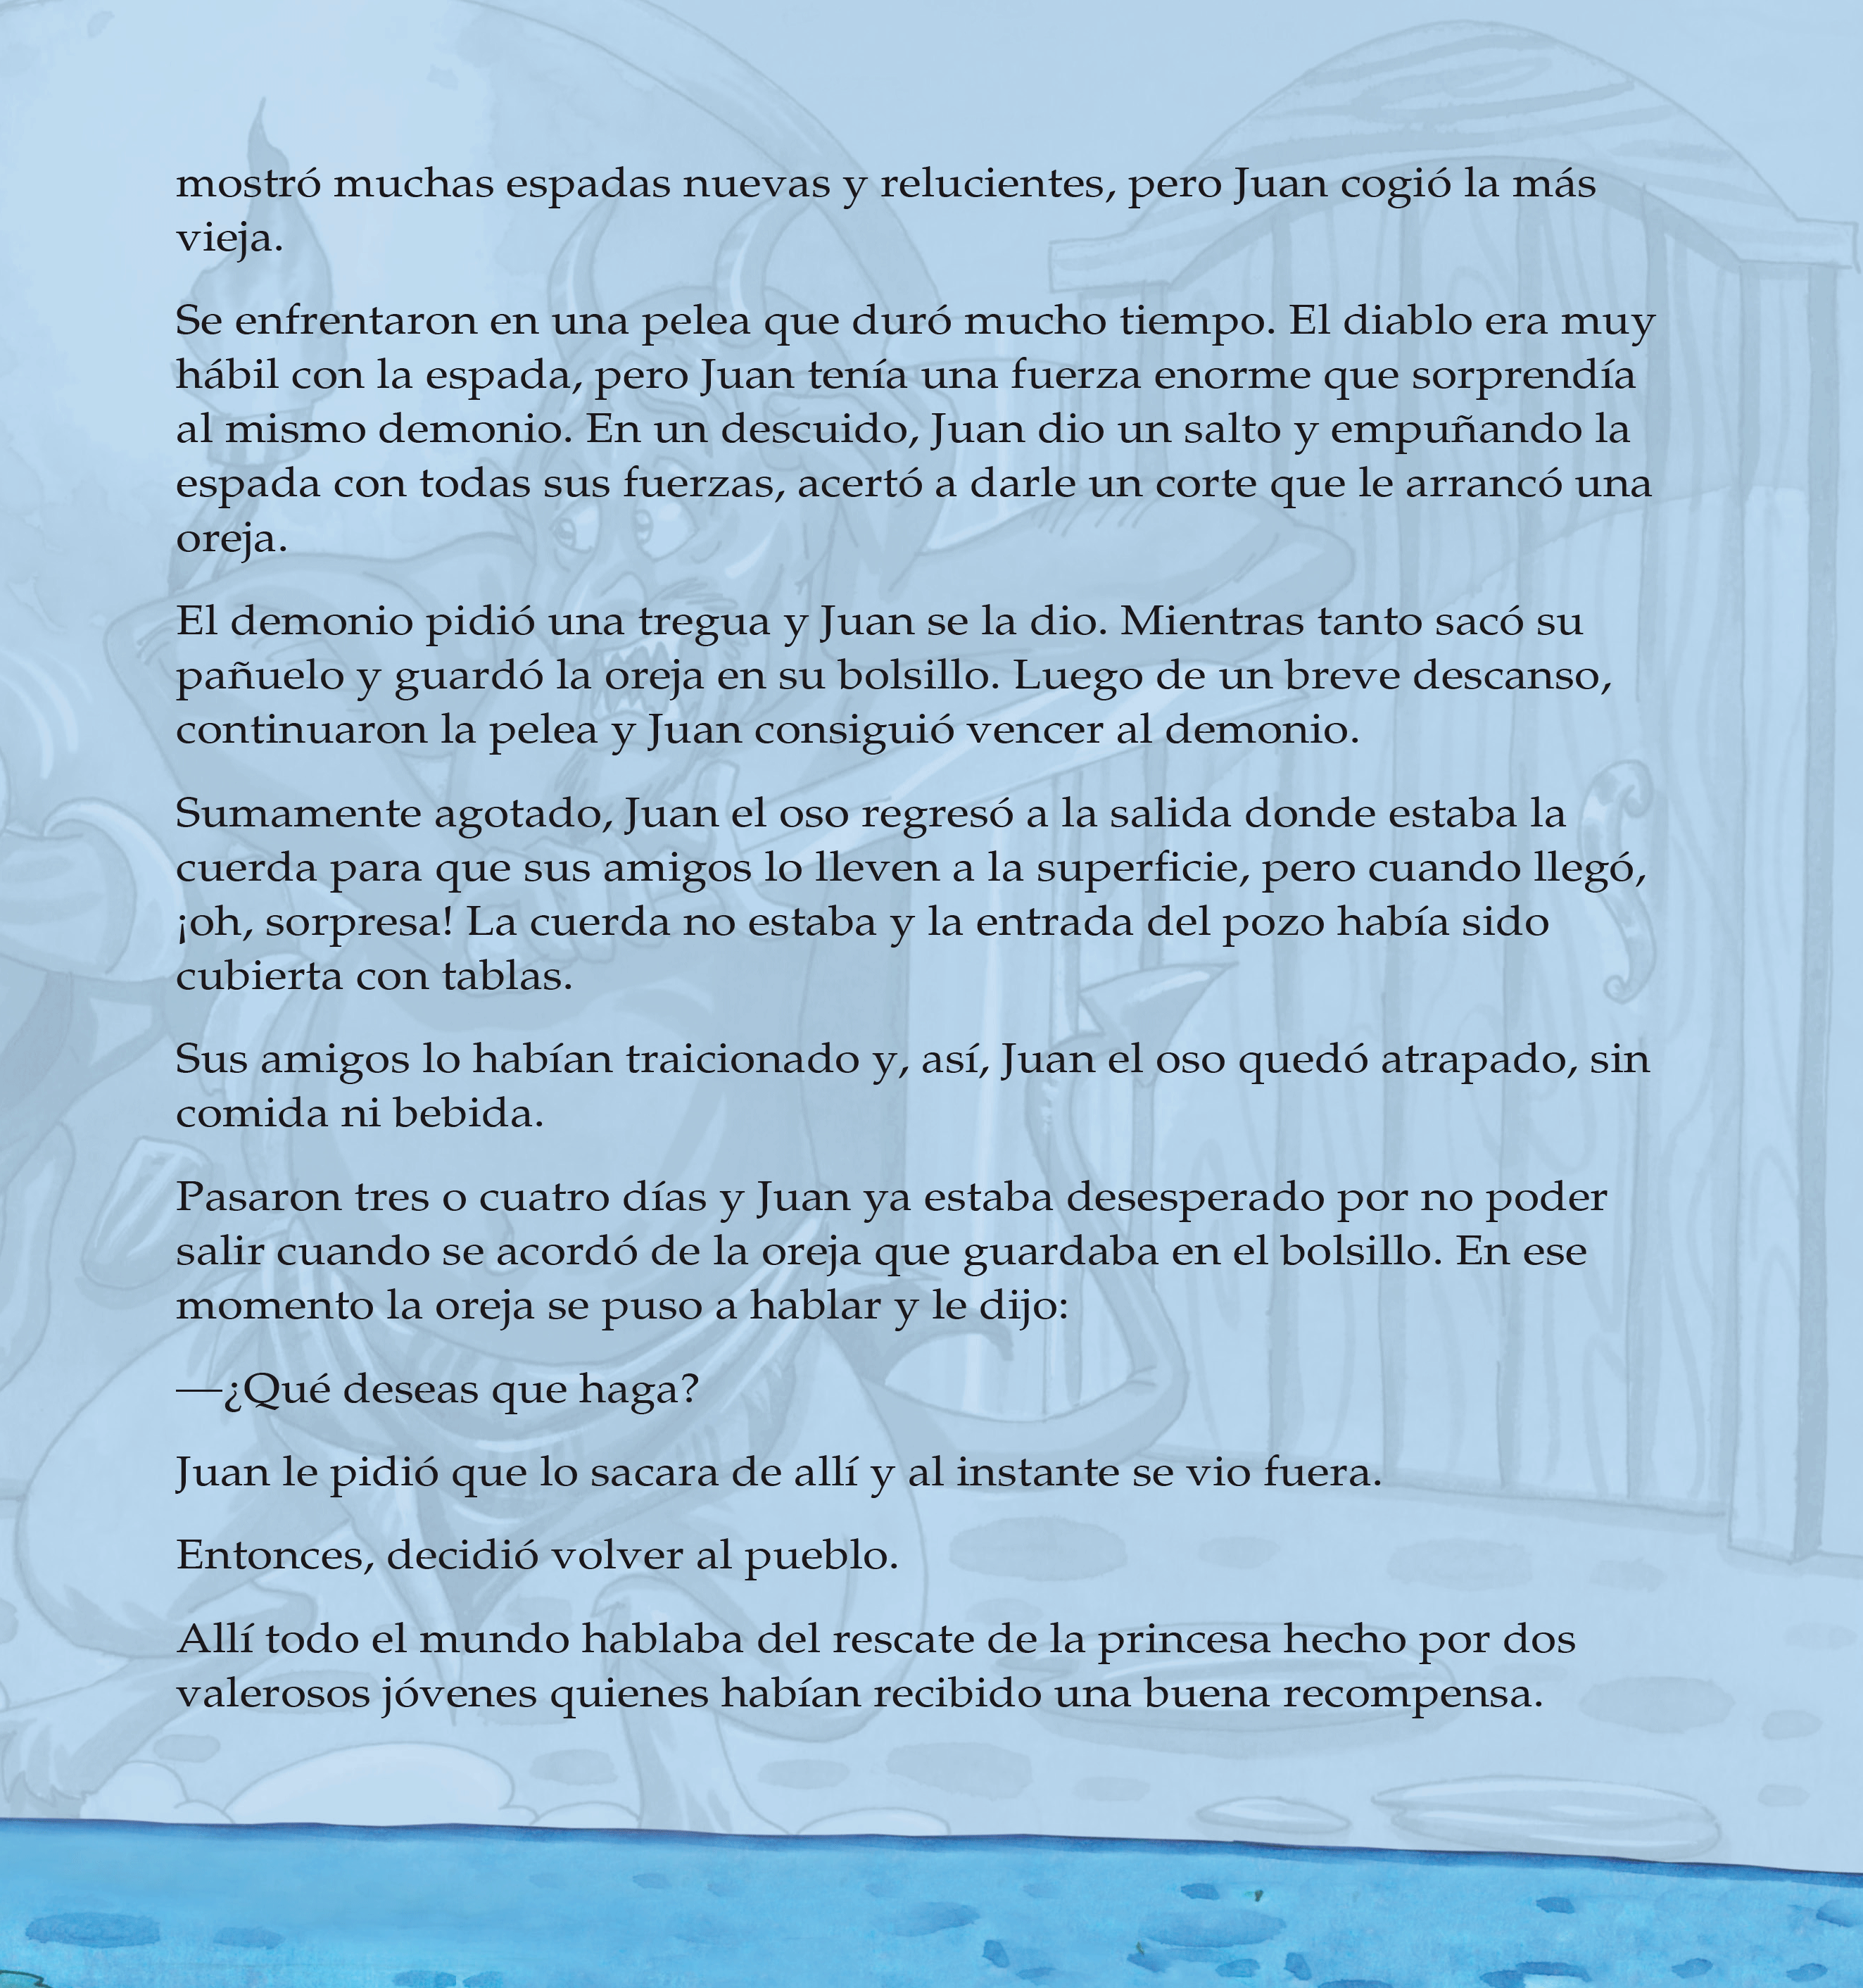 mostró muchas espadas nuevas y relucientes, pero Juan cogió la más
vieja.
Se enfrentaron en una pelea que duró mucho tiempo. El diablo era muy
hábil con la espada, pero Juan tenía una fuerza enorme que sorprendía
al mismo demonio. En un descuido, Juan dio un salto y empuñando la
espada con todas sus fuerzas, acertó a darle un corte que le arrancó una
oreja.
El demonio pidió una tregua y Juan se la dio. Mientras tanto sacó su
pañuelo y guardó la oreja en su bolsillo. Luego de un breve descanso,
continuaron la pelea y Juan consiguió vencer al demonio.
Sumamente agotado, Juan el oso regresó a la salida donde estaba la
cuerda para que sus amigos lo lleven a la superficie, pero cuando llegó,
¡oh, sorpresa! La cuerda no estaba y la entrada del pozo había sido
cubierta con tablas.
Sus amigos lo habían traicionado y, así, Juan el oso quedó atrapado, sin
comida ni bebida.
Pasaron tres o cuatro días y Juan ya estaba desesperado por no poder
salir cuando se acordó de la oreja que guardaba en el bolsillo. En ese
momento la oreja se puso a hablar y le dijo:
—¿Qué deseas que haga?
Juan le pidió que lo sacara de allí y al instante se vio fuera.
Entonces, decidió volver al pueblo.
Allí todo el mundo hablaba del rescate de la princesa hecho por dos
valerosos jóvenes quienes habían recibido una buena recompensa.